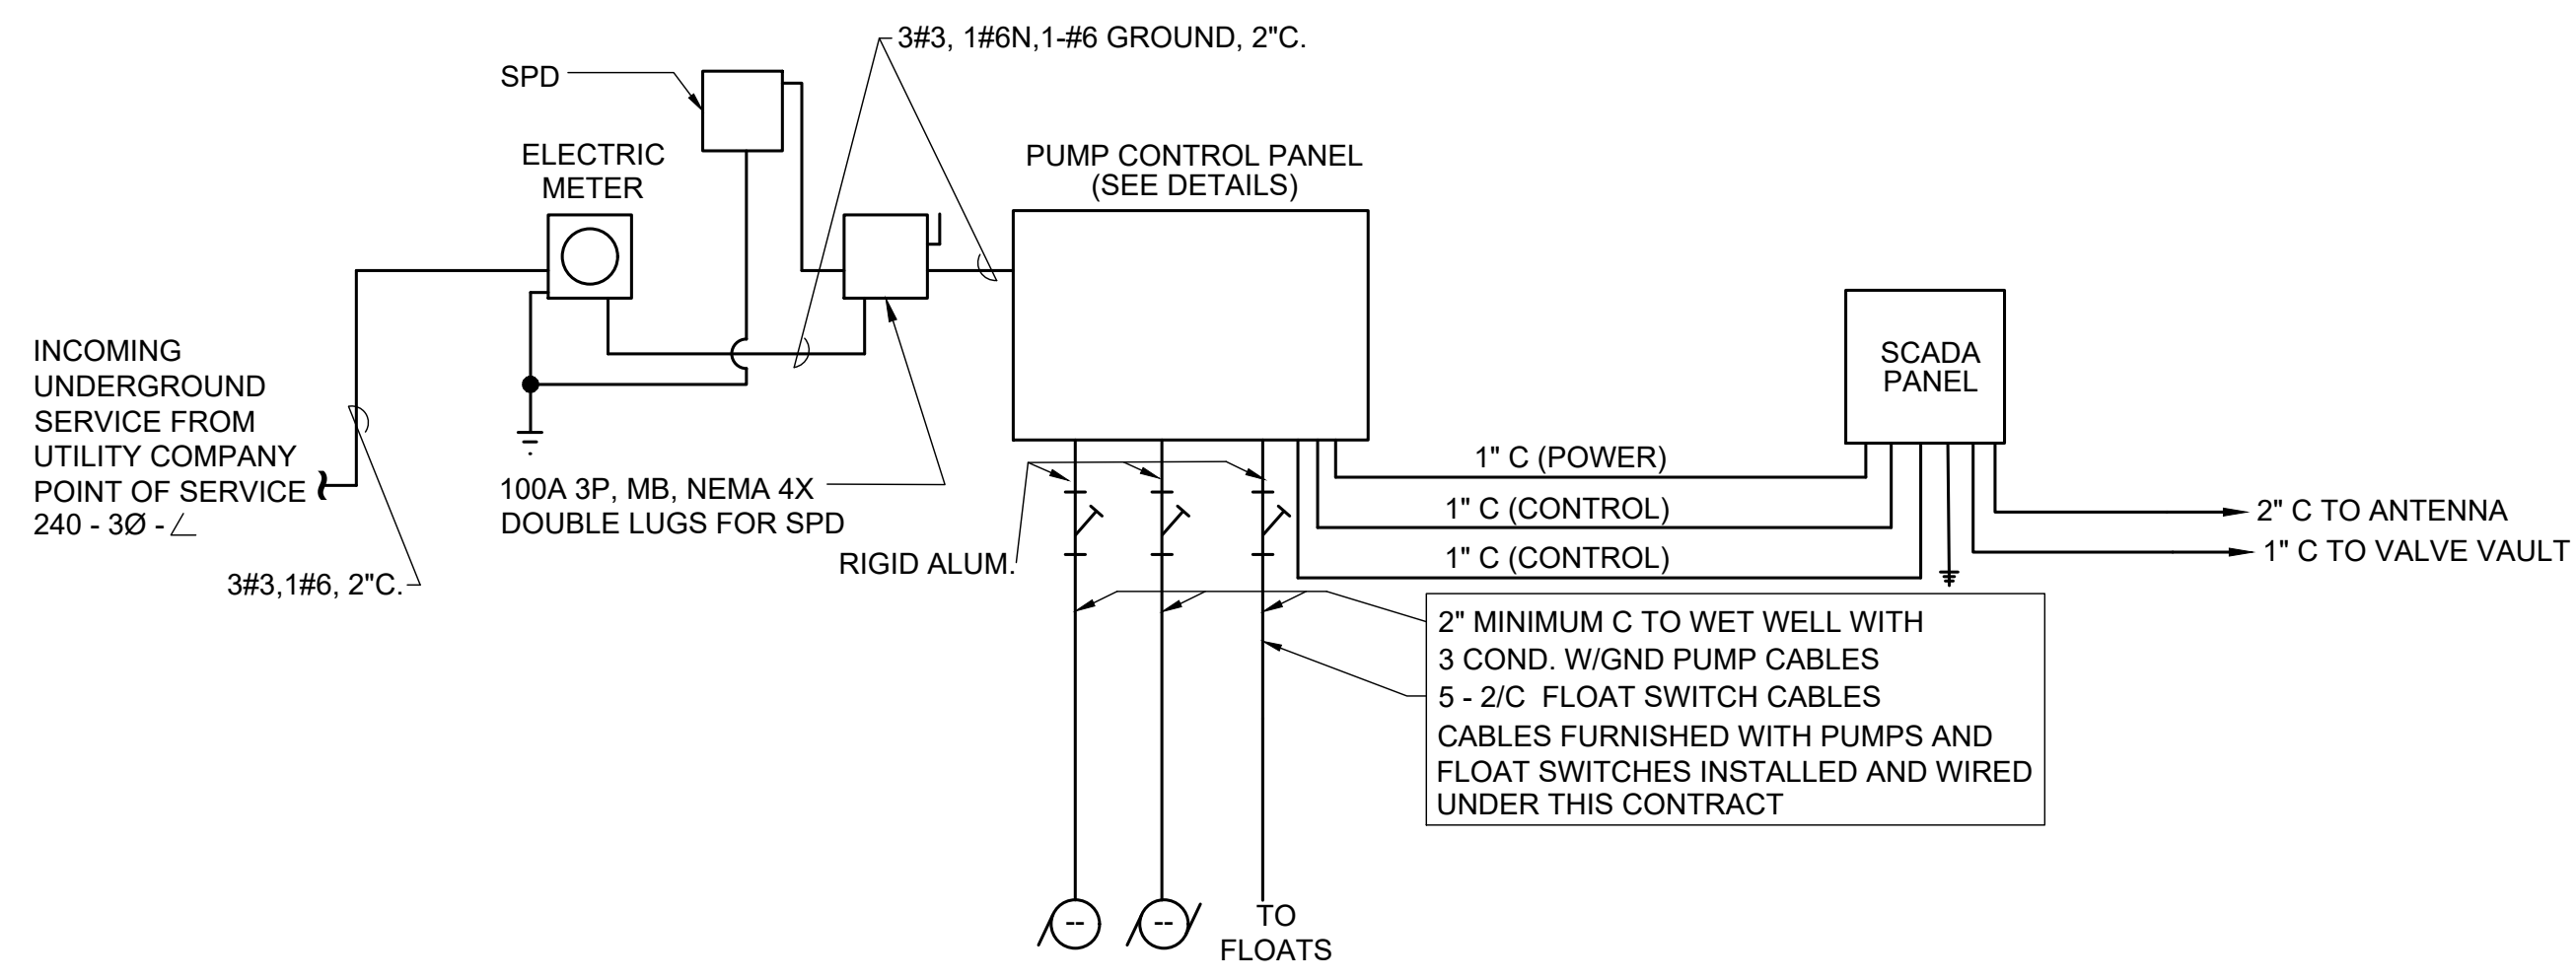 3#3, 1#6N,1-#6 GROUND, 2"C.
SPD
ELECTRIC
METER
PUMP CONTROL PANEL
(SEE DETAILS)
INCOMING
UNDERGROUND
SERVICE FROM
UTILITY COMPANY
POINT OF SERVICE
240 - 3Ø -
3#3,1#6, 2"C.
100A 3P, MB, NEMA 4X
DOUBLE LUGS FOR SPD
RIGID ALUM.
SCADA
PANEL
1" C (POWER)
1" C (CONTROL)
1" C (CONTROL)
2" C TO ANTENNA
1" C TO VALVE VAULT
2" MINIMUM C TO WET WELL WITH
3 COND. W/GND PUMP CABLES
5 - 2/C FLOAT SWITCH CABLES
CABLES FURNISHED WITH PUMPS AND
FLOAT SWITCHES INSTALLED AND WIRED
UNDER THIS CONTRACT
--
--
TO
FLOATS